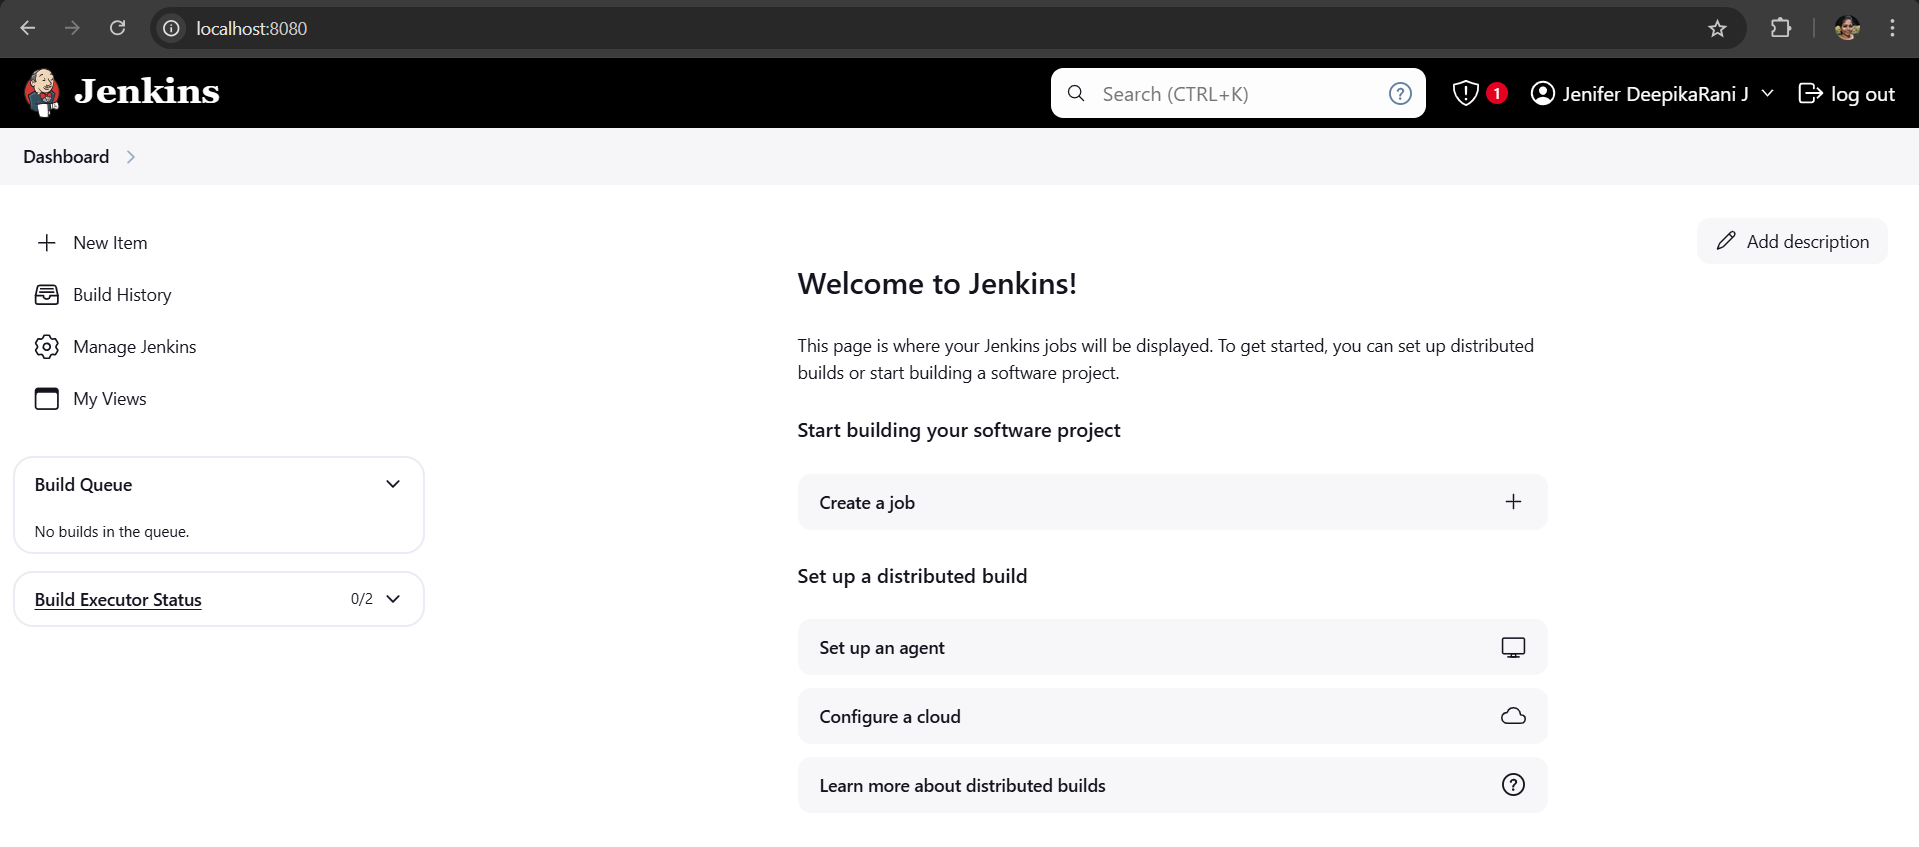 localhost:8080
Jenkins
Search (CTRL+K)
?
1
Jenifer DeepikaRani J
log out
Dashboard
New Item
Build History
Manage Jenkins
My Views
Build Queue
No builds in the queue.
Build Executor Status
0/2
Add description
Welcome to Jenkins!
This page is where your Jenkins jobs will be displayed. To get started, you can set up distributed
builds or start building a software project.
Start building your software project
Create a job
Set up a distributed build
Set up an agent
Configure a cloud
Learn more about distributed builds
?